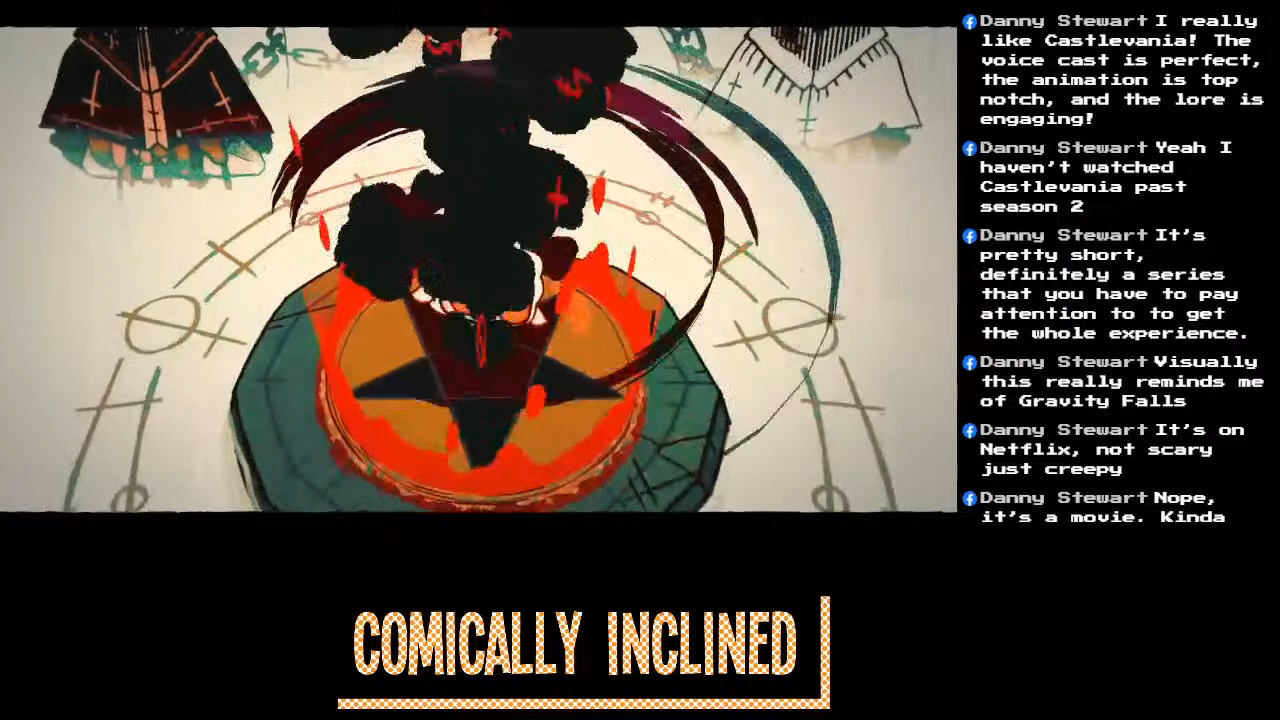 Danny Stewart I really
like Castlevania! The
voice cast is perfect,
the animation is top
notch, and the lore is
engaging!
Danny Stewart Yeah I
haven't watched
Castlevania past
season 2
Danny Stewart It's
pretty short,
definitely a series
that you have to pay
attention to to get
the whole experience.
Danny Stewart Visually
this really reminds me
of Gravity Falls
Danny Stewart It's on
Netflix, not scary
just creepy
Danny Stewart Nope,
it's a movie. Kinda
COMICALLY INCLINED